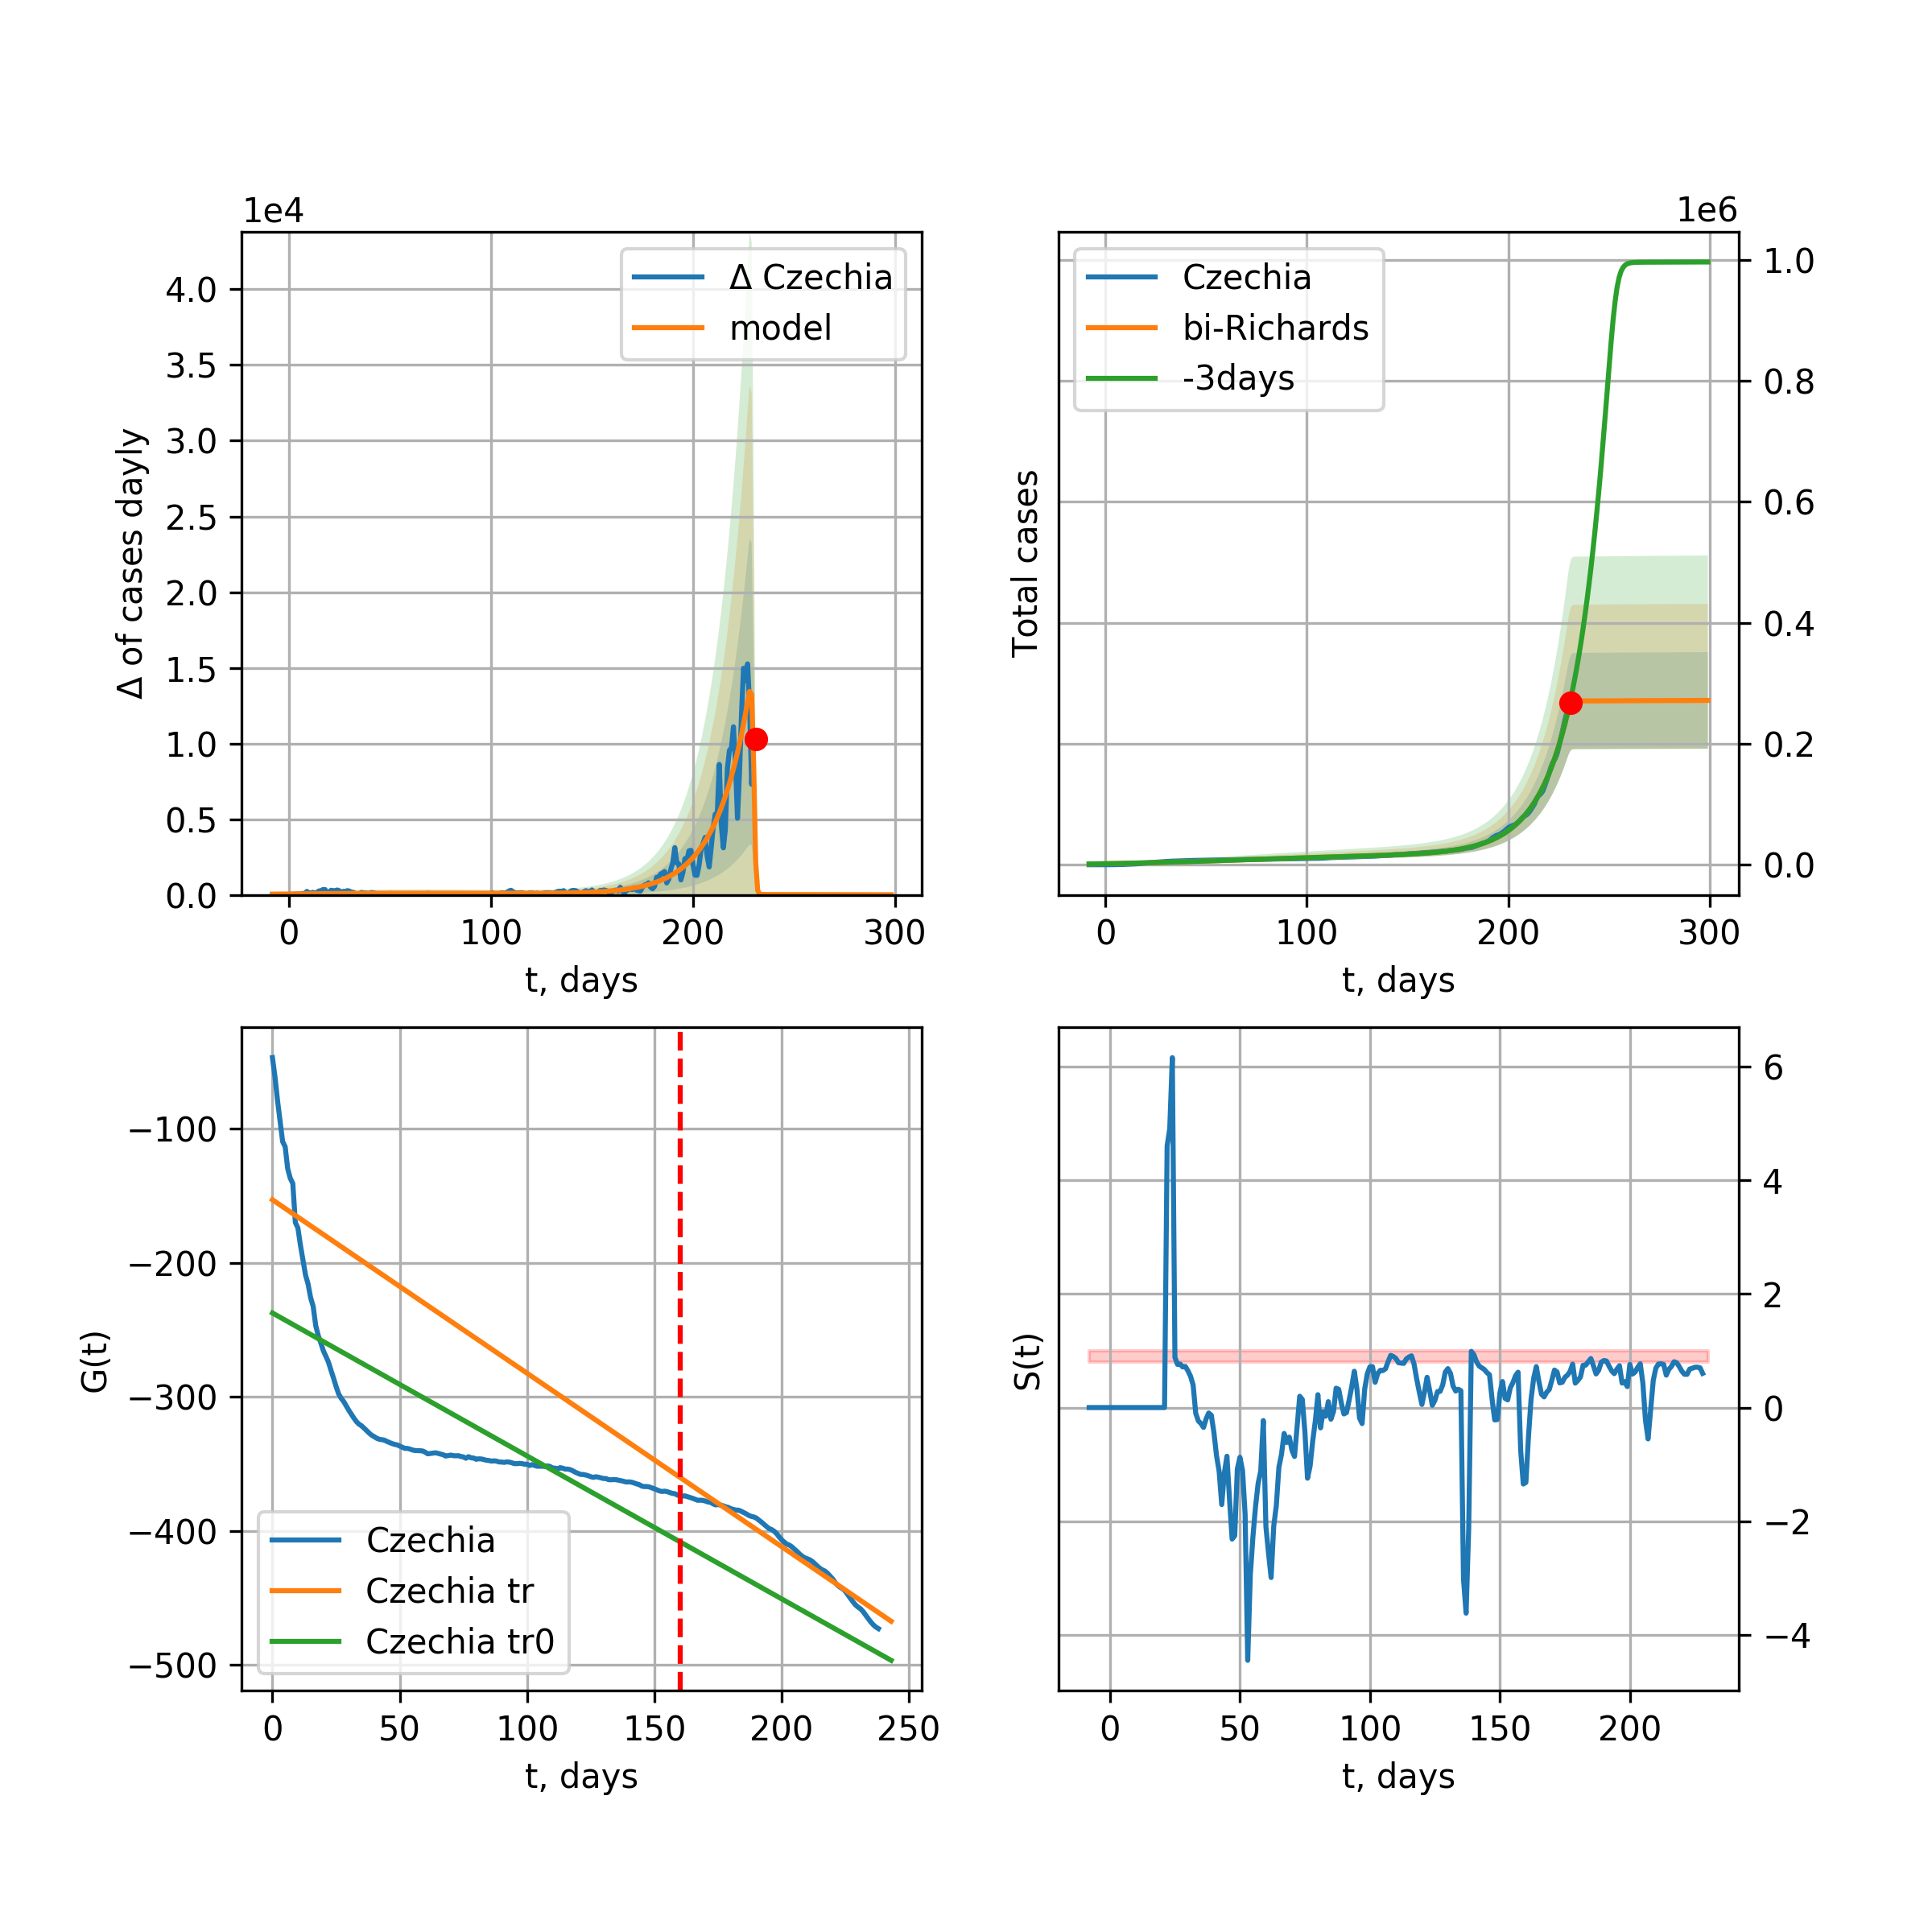 1e4
Δ Czechia
model
4.0
3.5
3.0
2.5
2.0
1.5
1.0
0.5
0.0
Δ of cases dayly
0 100 200 300
t, days
1e6
Czechia
bi-Richards
-3days
1.0
0.8
0.6
0.4
0.2
0.0
Total cases
0 100 200 300
t, days
−100
−200
−300
−400
−500
G(t)
Czechia
Czechia tr
Czechia tr0
0 50 100 150 200 250
t, days
6
4
2
0
−2
−4
S(t)
0 50 100 150 200
t, days